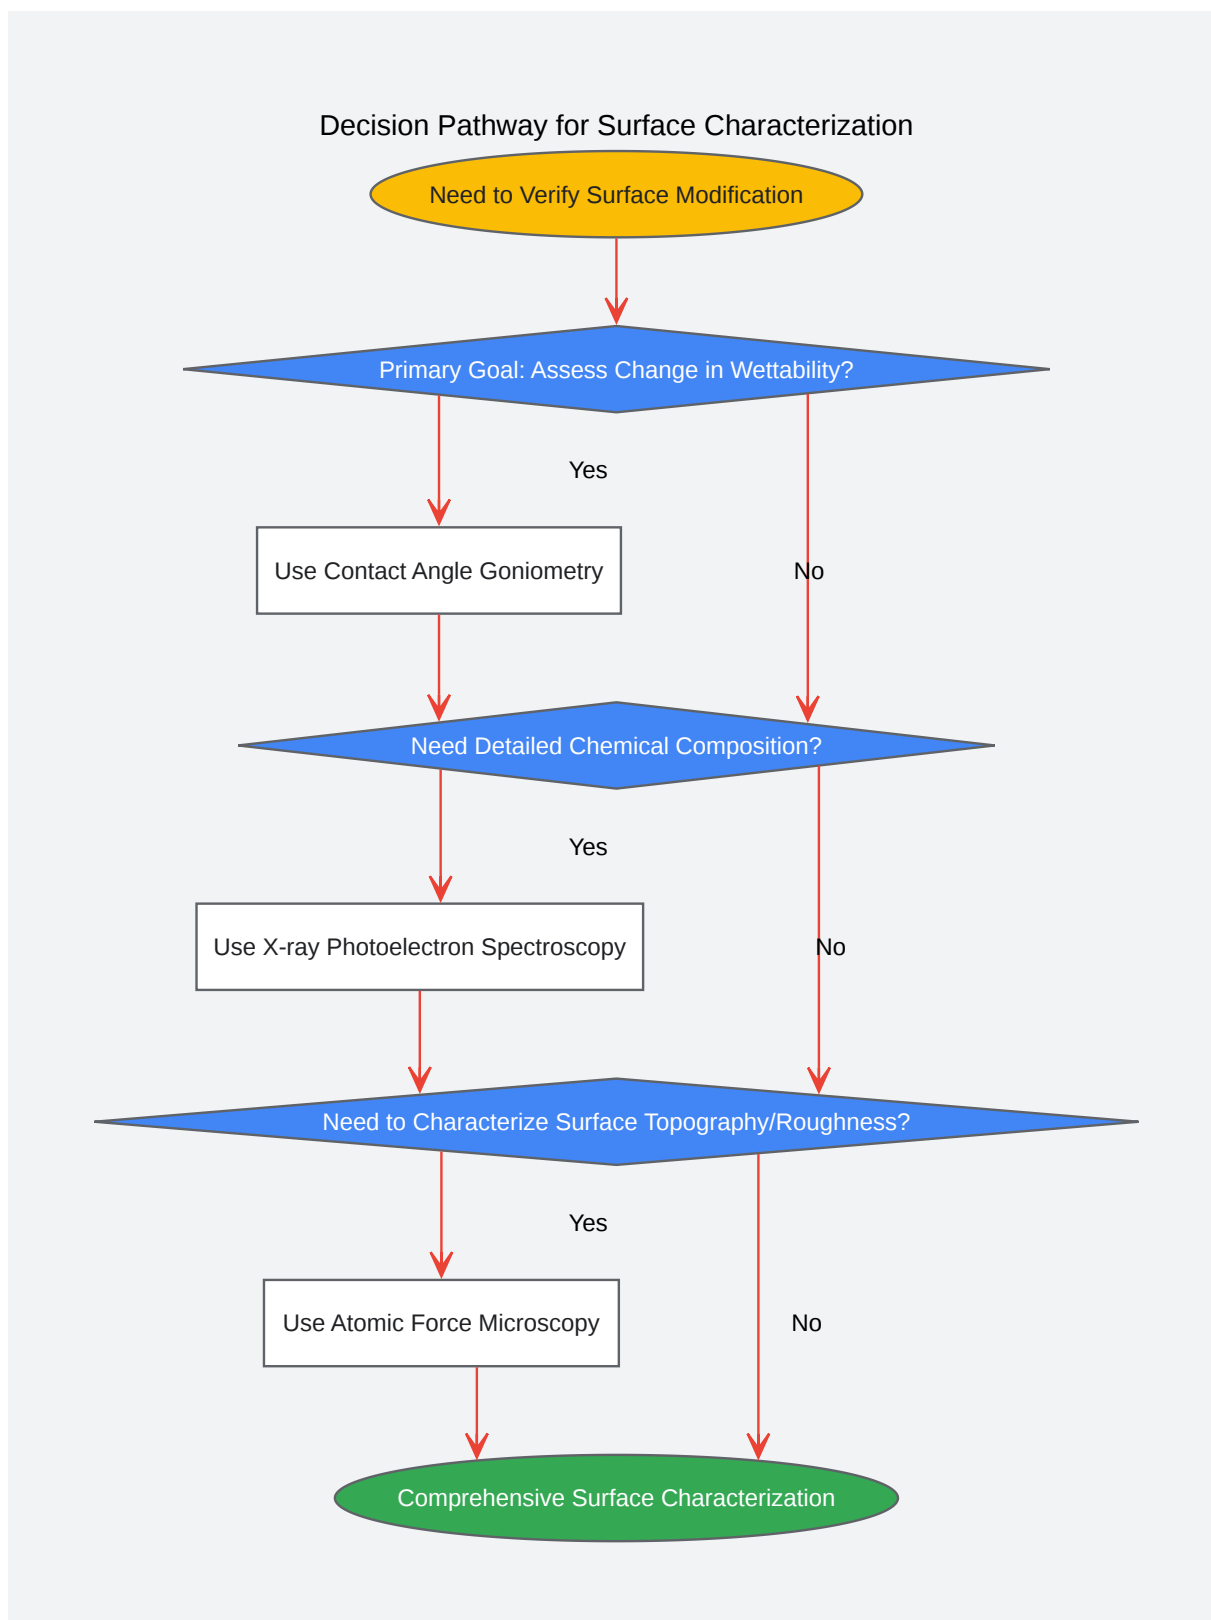 Decision Pathway for Surface Characterization
Need to Verify Surface Modification
Primary Goal: Assess Change in Wettability?
Yes
Use Contact Angle Goniometry
No
Need Detailed Chemical Composition?
Yes
Use X-ray Photoelectron Spectroscopy
No
Need to Characterize Surface Topography/Roughness?
Yes
Use Atomic Force Microscopy
No
Comprehensive Surface Characterization